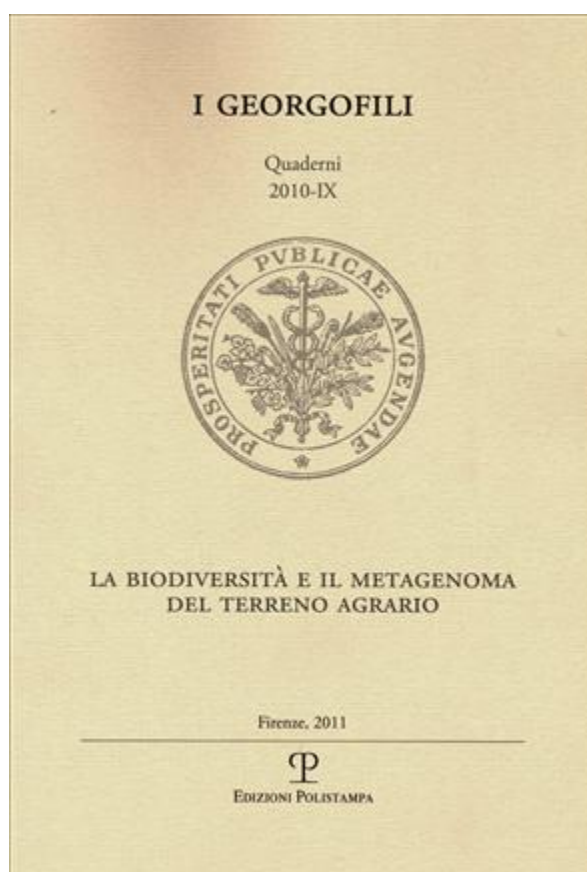 I GEORGOFILI
Quaderni
2010-IX
PROSPERITATI PVBLICAE AVGENDAE
LA BIODIVERSITÀ E IL METAGENOMA
DEL TERRENO AGRARIO
Firenze, 2011
P
EDIZIONI POLISTAMPA